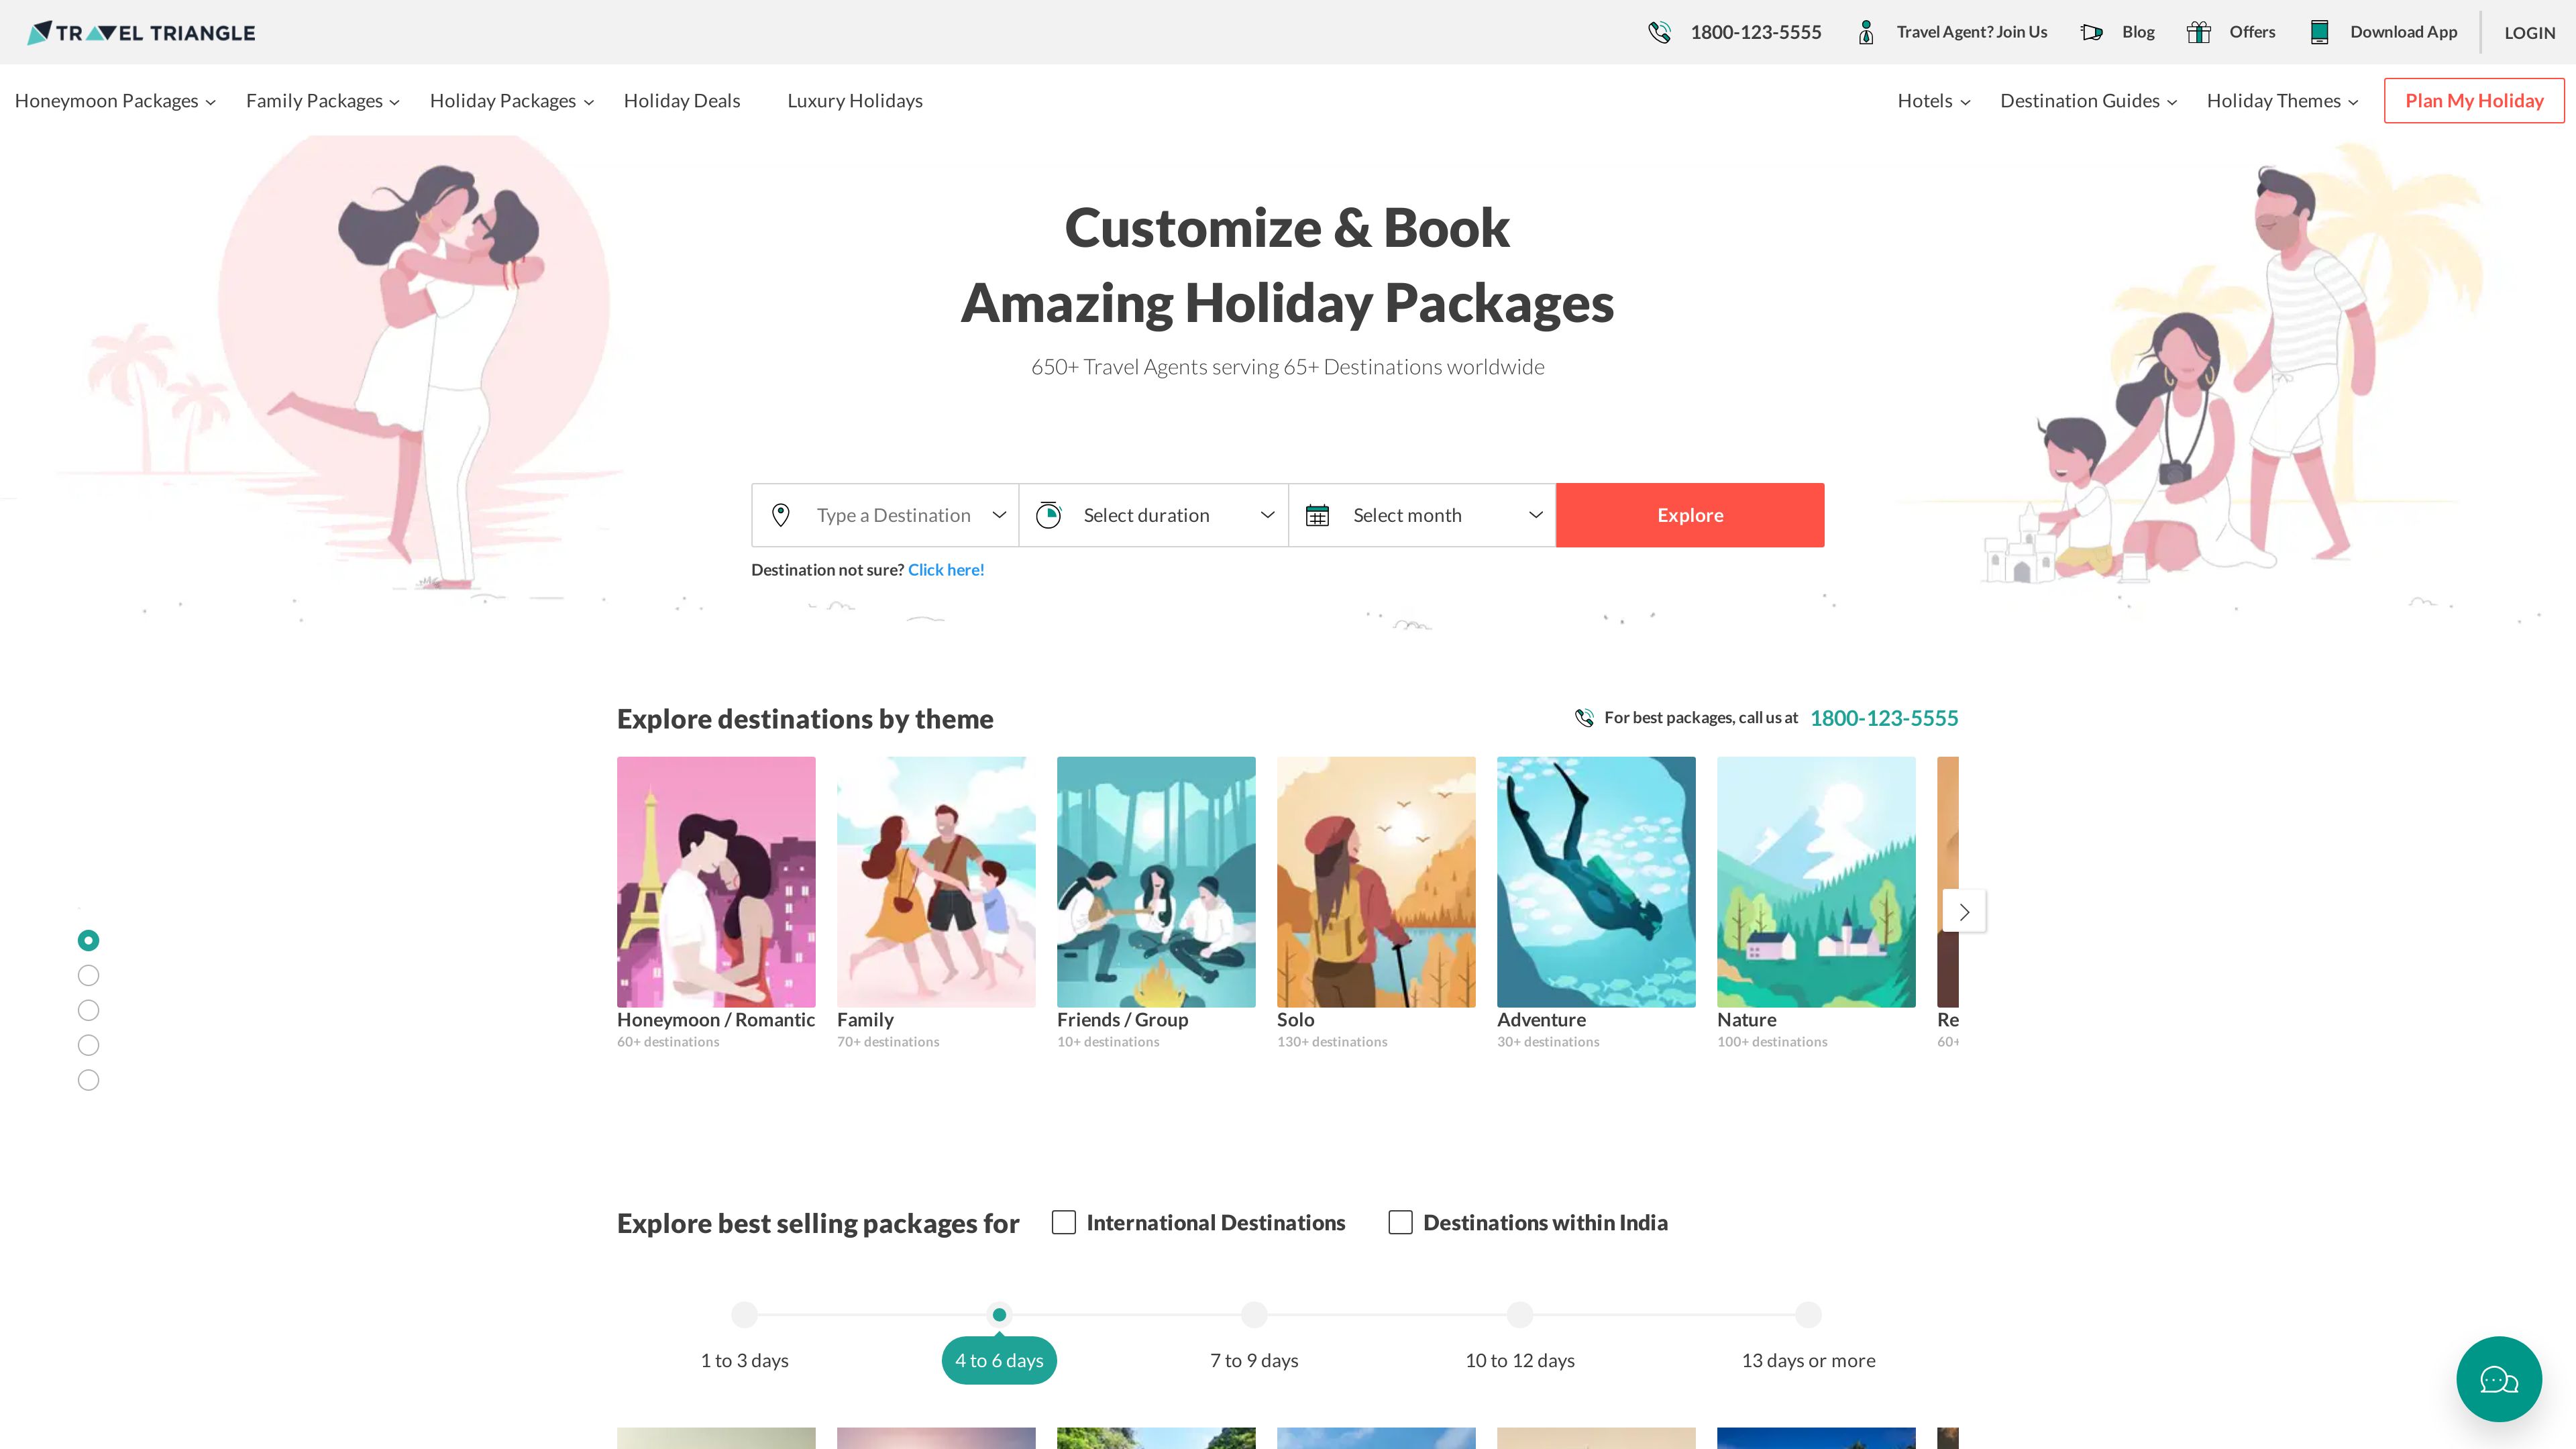 TRAVEL TRIANGLE
1800-123-5555
Travel Agent? Join Us
Blog
Offers
Download App
LOGIN
Honeymoon Packages
Family Packages
Holiday Packages
Holiday Deals
Luxury Holidays
Hotels
Destination Guides
Holiday Themes
Plan My Holiday
Customize & Book
Amazing Holiday Packages
650+ Travel Agents serving 65+ Destinations worldwide
Type a Destination
Select duration
Select month
Explore
Destination not sure? Click here!
Explore destinations by theme
For best packages, call us at 1800-123-5555
Honeymoon / Romantic
60+ destinations
Family
70+ destinations
Friends / Group
10+ destinations
Solo
130+ destinations
Adventure
30+ destinations
Nature
100+ destinations
Re
60+
Explore best selling packages for
International Destinations
Destinations within India
1 to 3 days
4 to 6 days
7 to 9 days
10 to 12 days
13 days or more